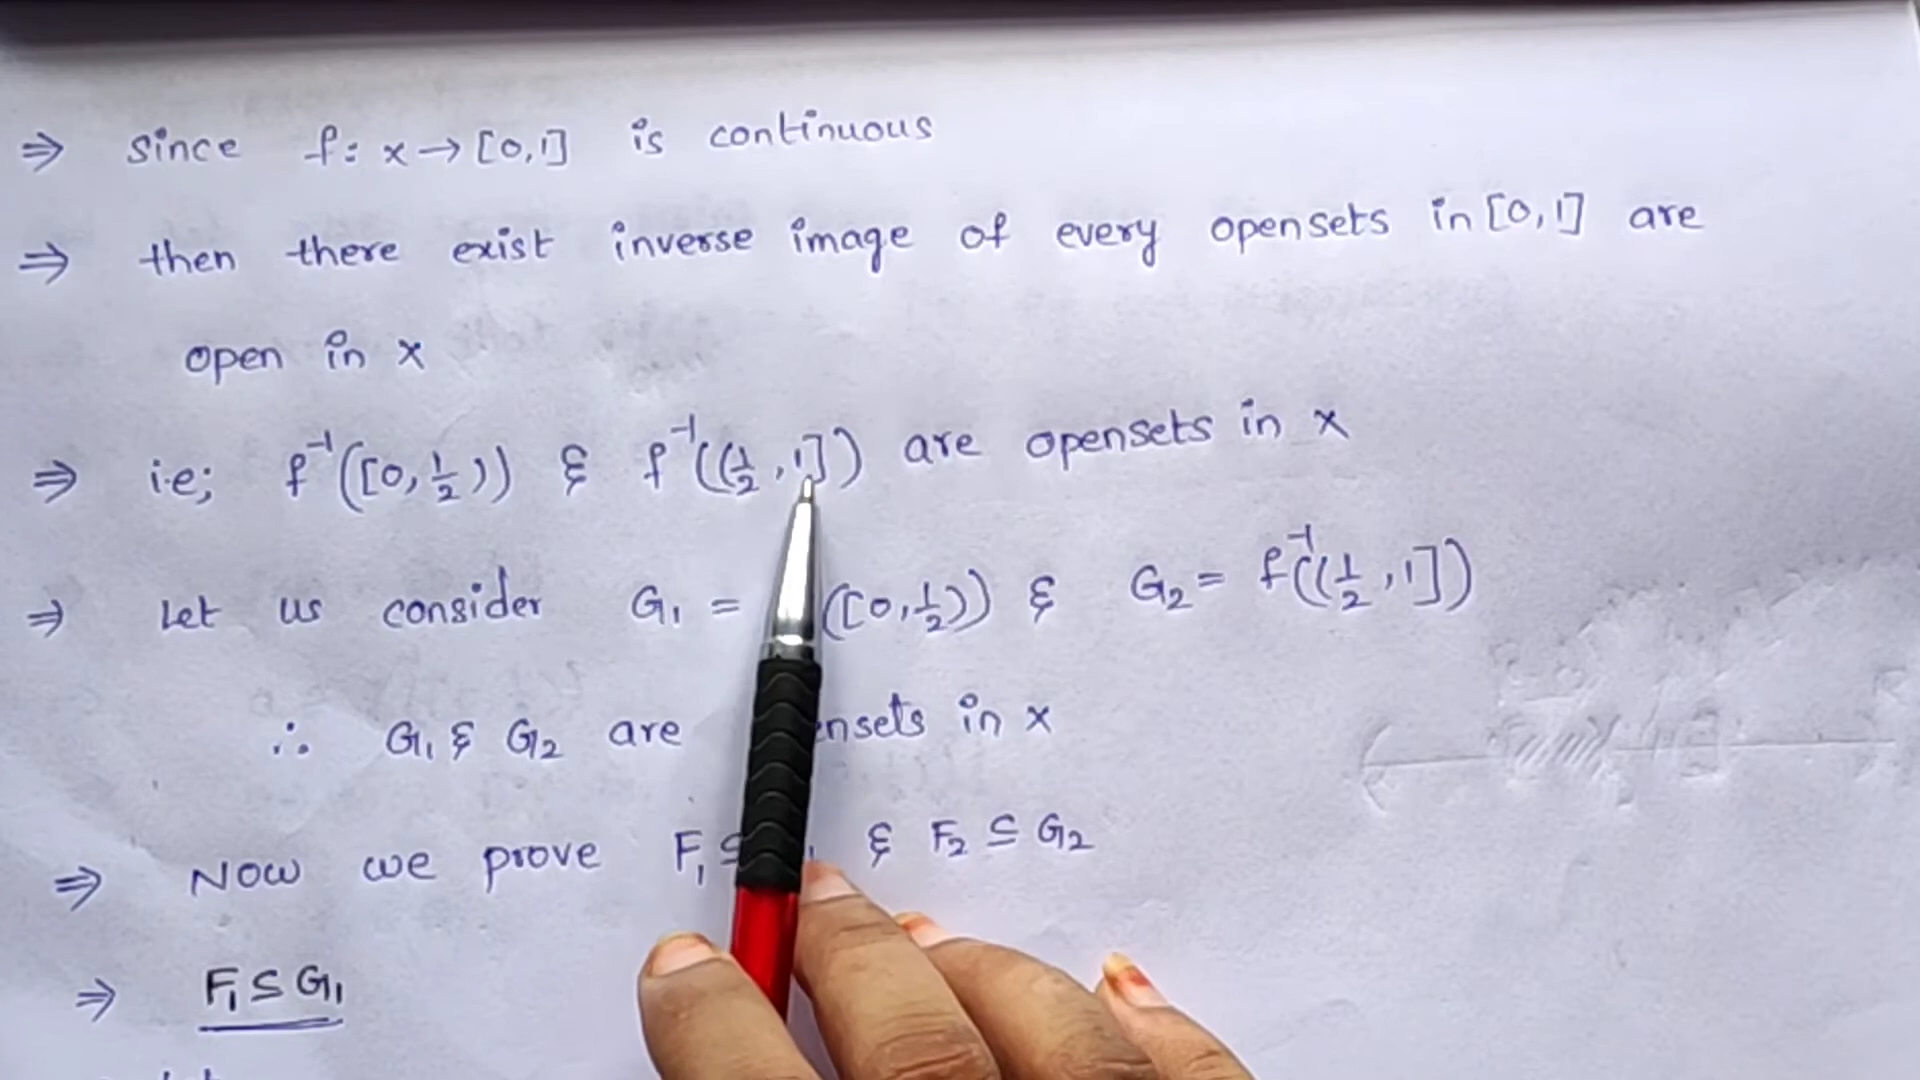 ⇒ Since f: x → [0,1] is continuous
⇒ then there exist inverse image of every opensets in [0,1] are
open in x
⇒ i.e; f⁻¹([0,½)) & f⁻¹((½,1]) are opensets in x
⇒ Let us consider G₁ = ([0,½)) & G₂ = f⁻¹((½,1])
∴ G₁ & G₂ are in x
⇒ Now we prove F₁ ⊆ & F₂ ⊆ G₂
⇒ F₁ ⊆ G₁